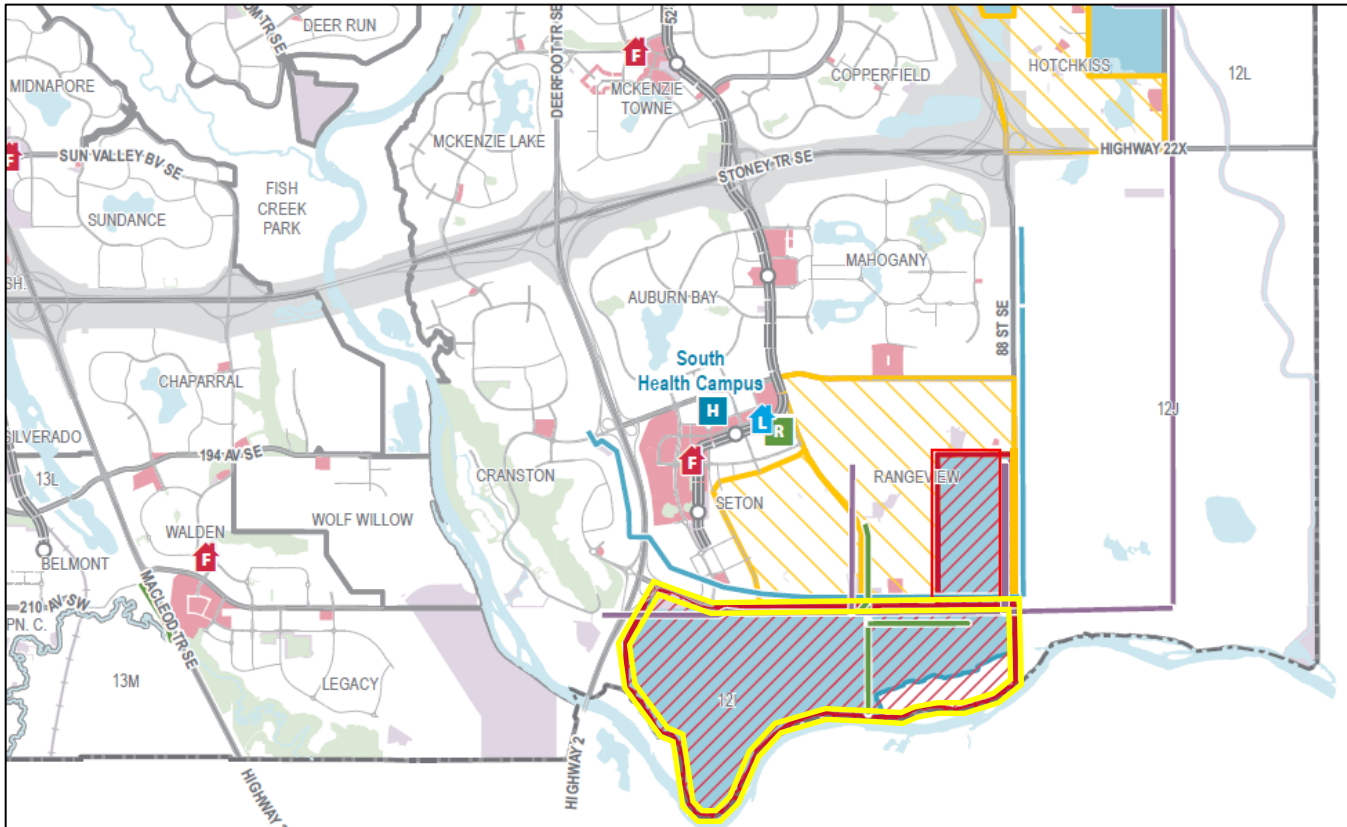 DEER RUN
DEERFOOT TR SE
52
F
MCKENZIE
TOWNE
COPPERFIELD
HOTCHKISS
12L
MIDNAPORE
MCKENZIE LAKE
HIGHWAY 22X
F
SUN VALLEY BV SE
STONEY TR SE
FISH
CREEK
PARK
SUNDANCE
MAHOGANY
SH.
AUBURN BAY
88 ST SE
South
Health Campus
I
CHAPARRAL
H
L
R
12J
SILVERADO
194 AV SE
F
CRANSTON
RANGEVIEW
13L
SETON
WOLF WILLOW
WALDEN
F
BELMONT
MACLEOD TR SE
210 AV SW
PN. C.
13M
LEGACY
12I
HIGHWAY 2
HIGHWAY